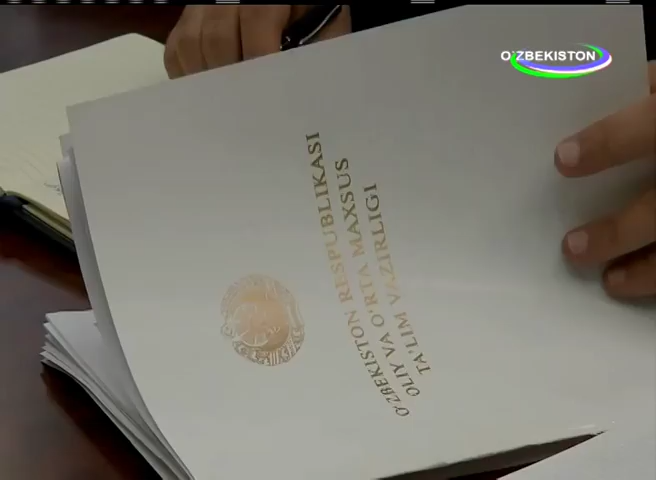 O'ZBEKISTON
O'ZBEKISTON RESPUBLIKASI
OLIY VA O'RTA MAXSUS
TA'LIM VAZIRLIGI